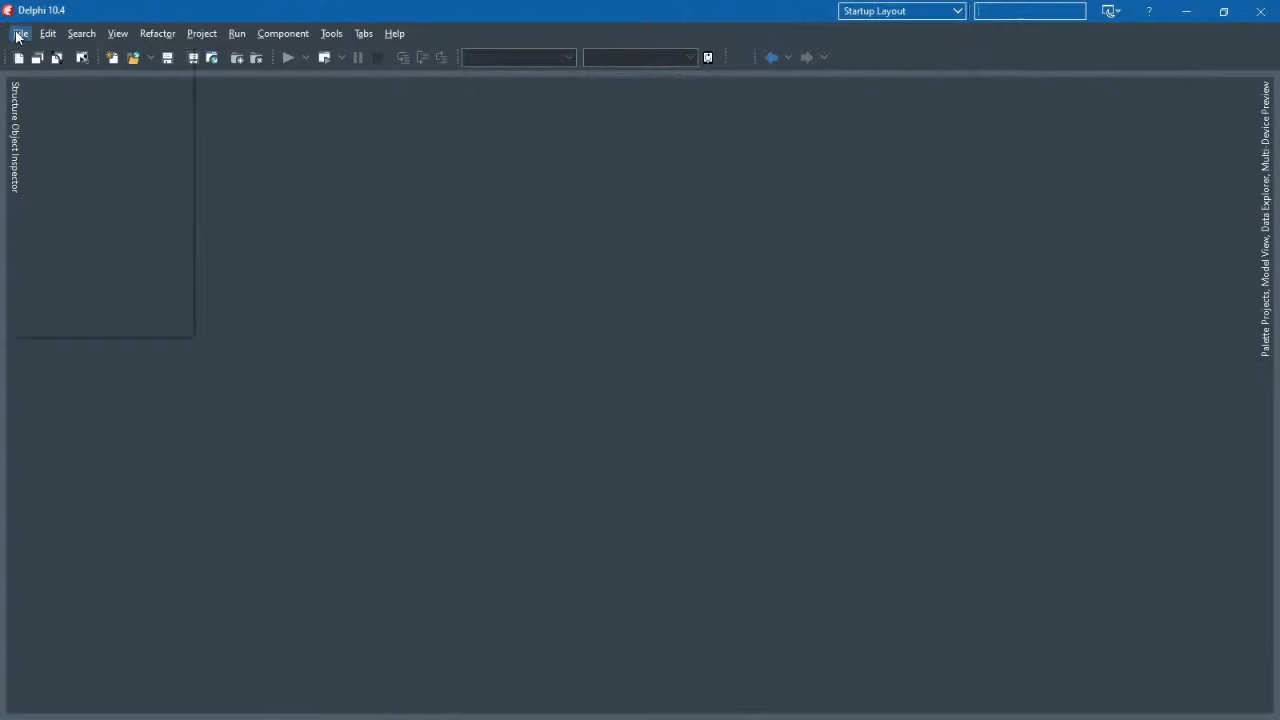 Delphi 10.4
Startup Layout
?
File Edit Search View Refactor Project Run Component Tools Tabs Help
Structure Object Inspector
Palette Projects, Model View, Data Explorer, Multi-Device Preview